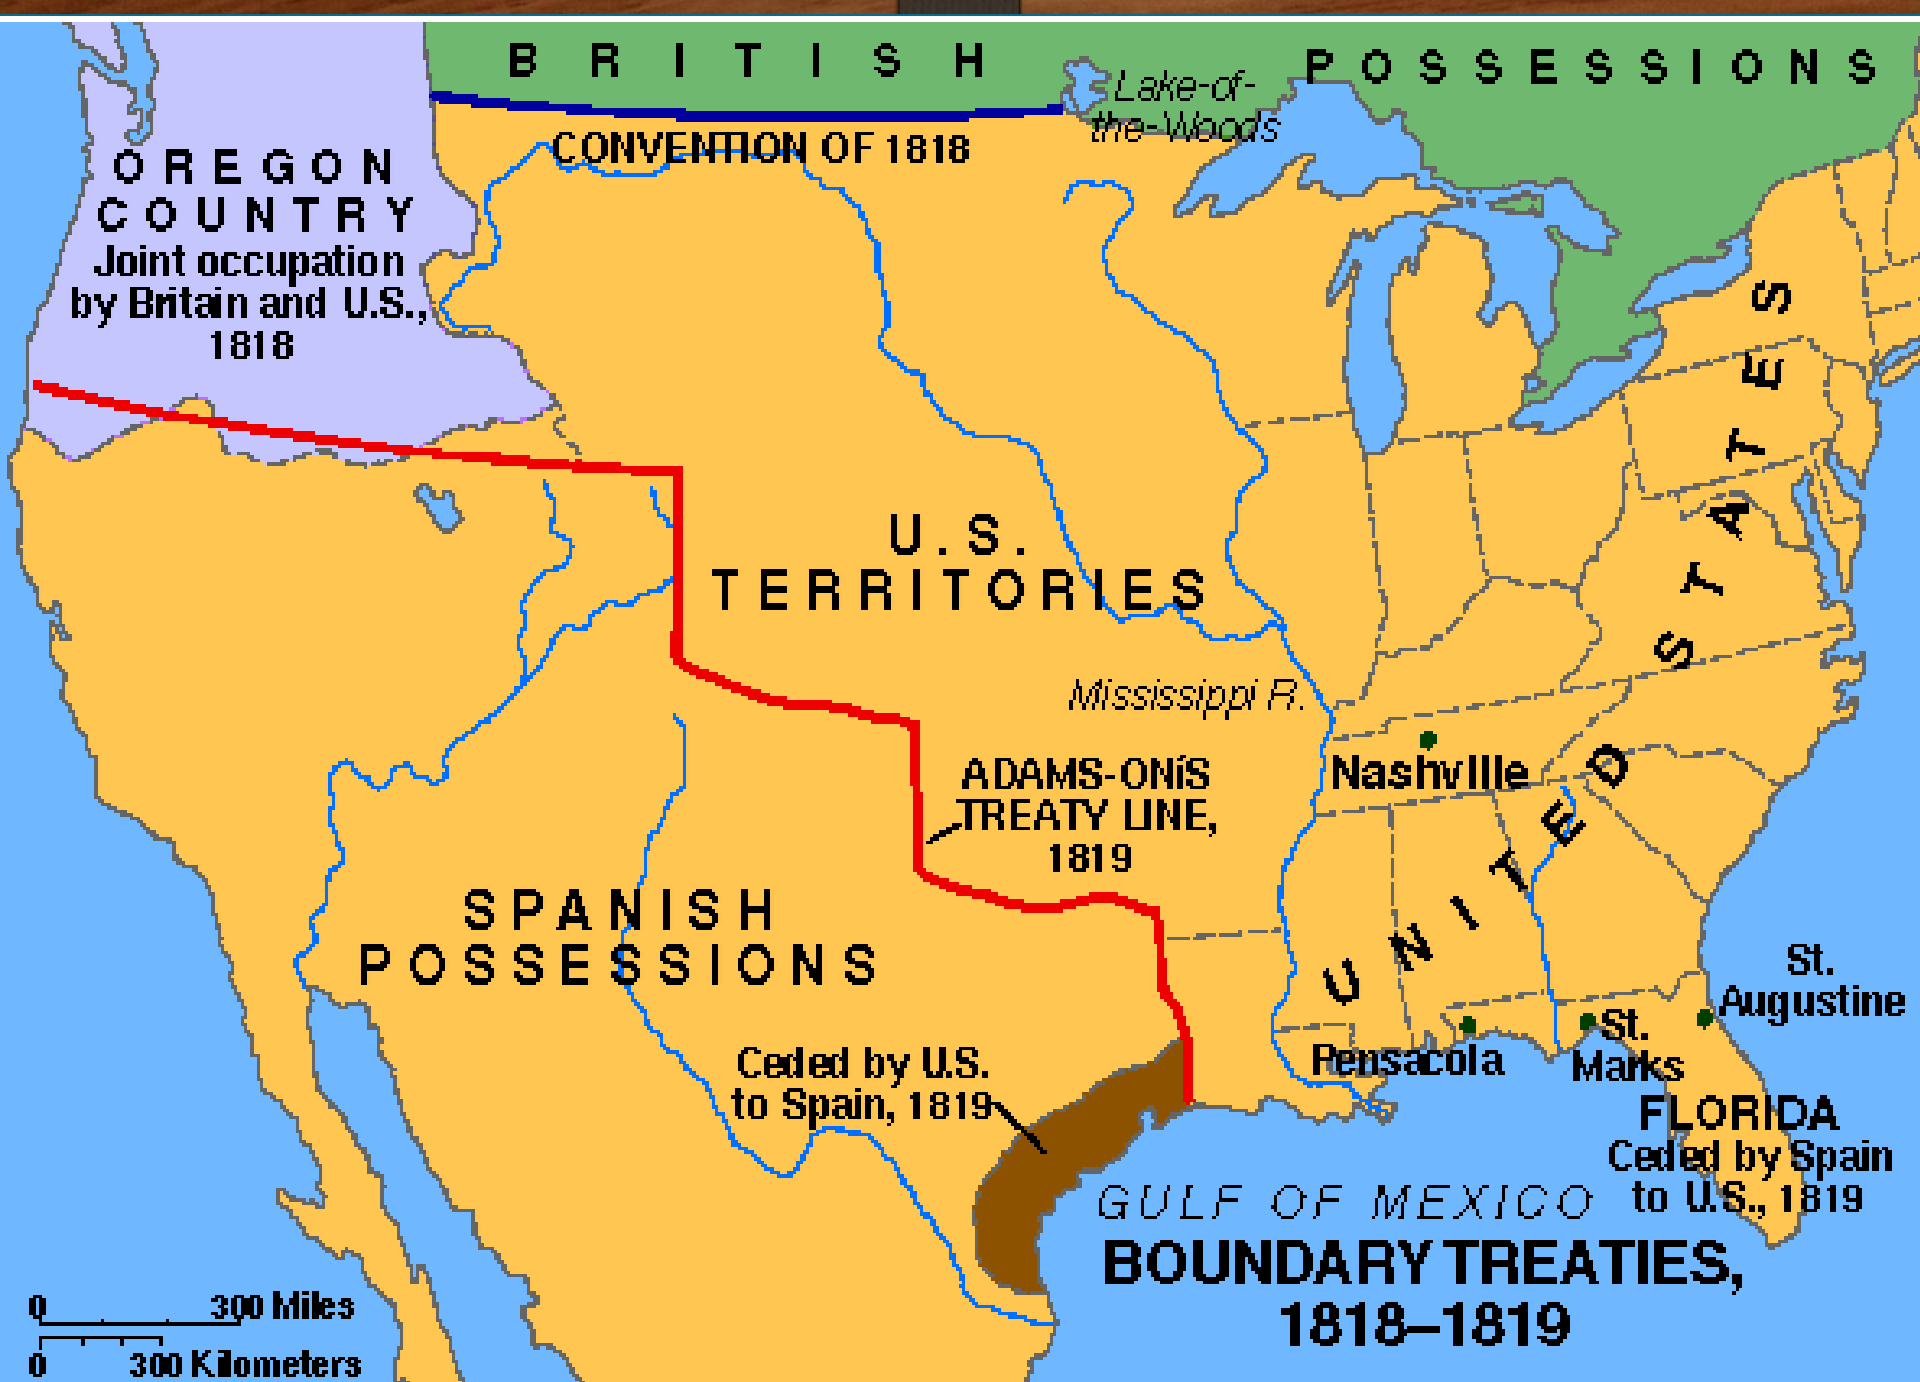 BRITISH POSSESSIONS
Lake-of-
the-Woods
CONVENTION OF 1818
OREGON
COUNTRY
Joint occupation
by Britain and U.S.,
1818
U.S.
TERRITORIES
UNITED STATES
Mississippi R.
Nashville
ADAMS-ONíS
TREATY LINE,
1819
SPANISH
POSSESSIONS
St.
Augustine
St.
Marks
Pensacola
Ceded by U.S.
to Spain, 1819
FLORIDA
Ceded by Spain
to U.S., 1819
GULF OF MEXICO
BOUNDARY TREATIES,
1818–1819
0 300 Miles
0 300 Kilometers